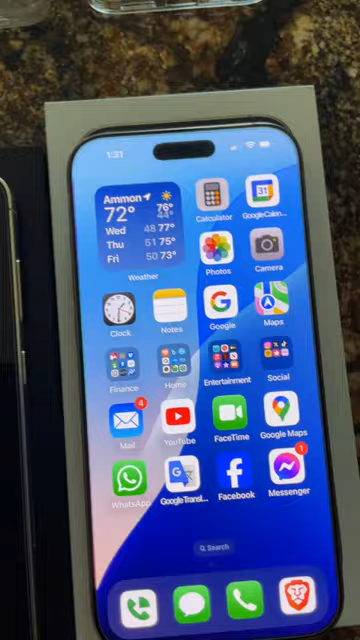 1:31
Ammon
72°
76°
44°
Wed 48 77°
Thu 51 75°
Fri 50 73°
Weather
Calculator
31
GoogleCalen...
Photos
Camera
Clock
Notes
Google
Maps
Finance
Home
Entertainment
Social
4
Mail
YouTube
FaceTime
Google Maps
WhatsApp
GoogleTransl...
Facebook
1
Messenger
Search